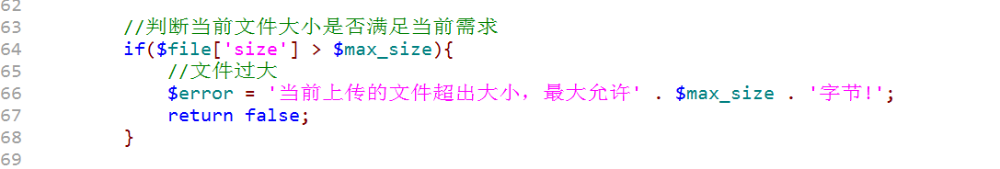 62
63 //判断当前文件大小是否满足当前需求
64 if($file['size'] > $max_size){
65 //文件过大
66 $error = '当前上传的文件超出大小，最大允许' . $max_size . '字节!';
67 return false;
68 }
69